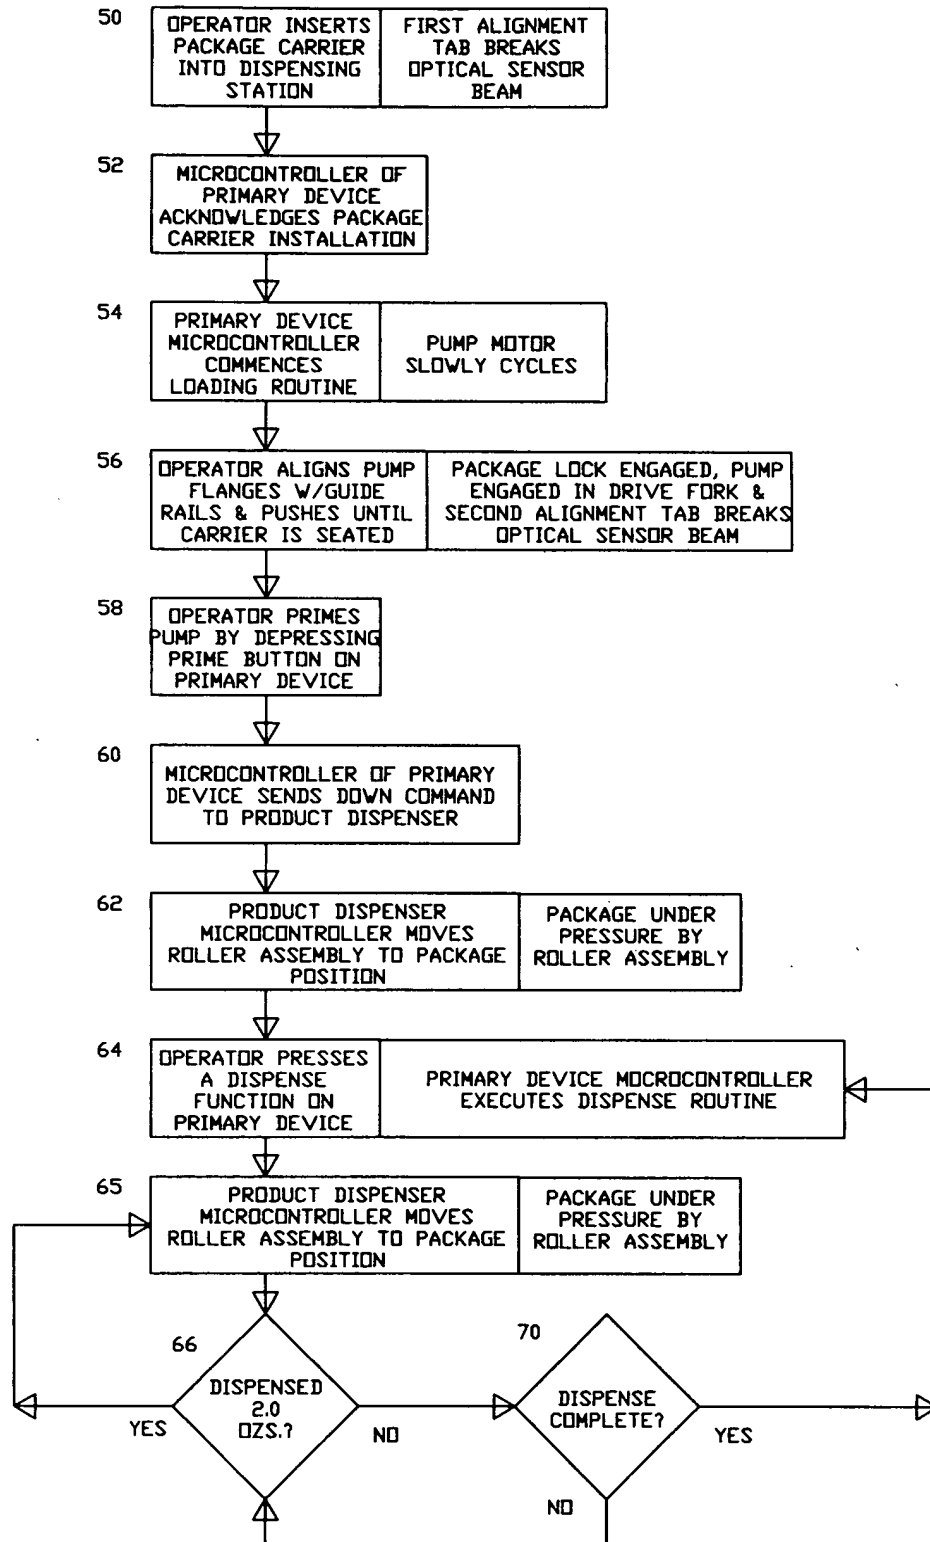 50
OPERATOR INSERTS
PACKAGE CARRIER
INTO DISPENSING
STATION
FIRST ALIGNMENT
TAB BREAKS
OPTICAL SENSOR
BEAM
52
MICROCONTROLLER OF
PRIMARY DEVICE
ACKNOWLEDGES PACKAGE
CARRIER INSTALLATION
54
PRIMARY DEVICE
MICROCONTROLLER
COMMENCES
LOADING ROUTINE
PUMP MOTOR
SLOWLY CYCLES
56
OPERATOR ALIGNS PUMP
FLANGES W/GUIDE
RAILS & PUSHES UNTIL
CARRIER IS SEATED
PACKAGE LOCK ENGAGED, PUMP
ENGAGED IN DRIVE FORK &
SECOND ALIGNMENT TAB BREAKS
OPTICAL SENSOR BEAM
58
OPERATOR PRIMES
PUMP BY DEPRESSING
PRIME BUTTON ON
PRIMARY DEVICE
60
MICROCONTROLLER OF PRIMARY
DEVICE SENDS DOWN COMMAND
TO PRODUCT DISPENSER
62
PRODUCT DISPENSER
MICROCONTROLLER MOVES
ROLLER ASSEMBLY TO PACKAGE
POSITION
PACKAGE UNDER
PRESSURE BY
ROLLER ASSEMBLY
64
OPERATOR PRESSES
A DISPENSE
FUNCTION ON
PRIMARY DEVICE
PRIMARY DEVICE MOCROCONTROLLER
EXECUTES DISPENSE ROUTINE
65
PRODUCT DISPENSER
MICROCONTROLLER MOVES
ROLLER ASSEMBLY TO PACKAGE
POSITION
PACKAGE UNDER
PRESSURE BY
ROLLER ASSEMBLY
66
DISPENSED
2.0
OZS.?
YES
NO
70
DISPENSE
COMPLETE?
YES
NO